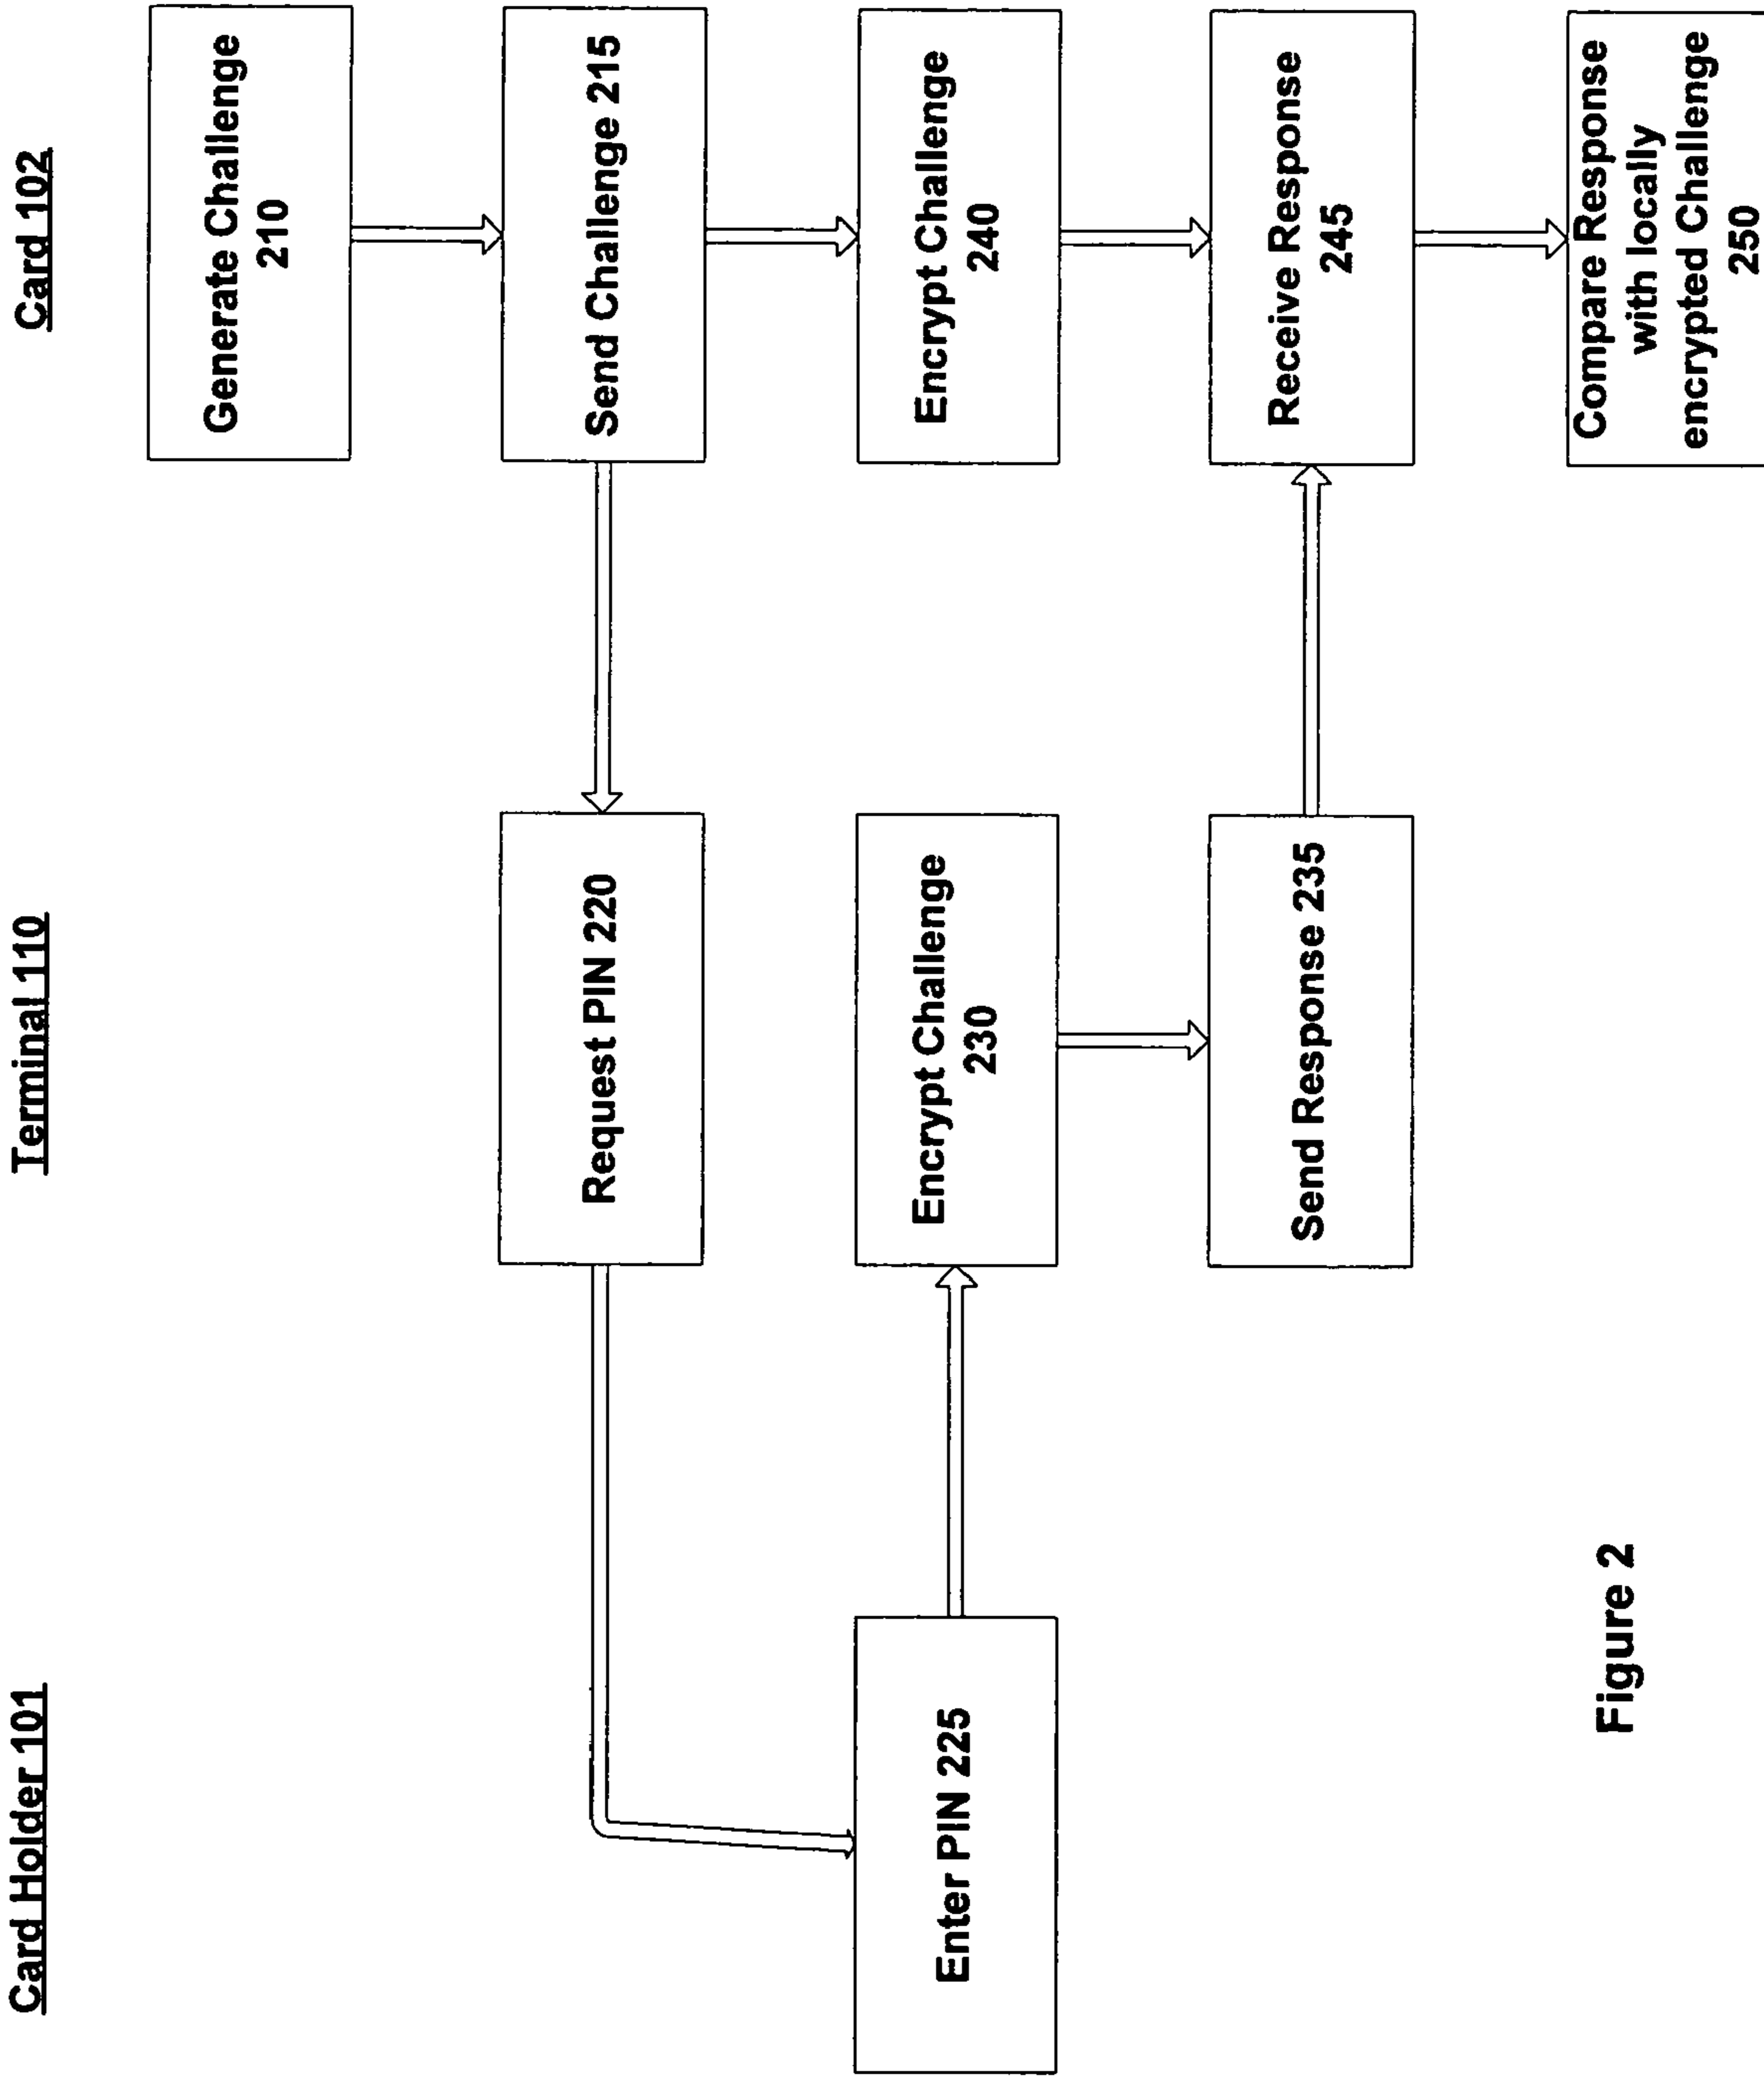 Card Holder 101
Terminal 110
Card 102
Generate Challenge
210
Request PIN 220
Send Challenge 215
Enter PIN 225
Encrypt Challenge
230
Encrypt Challenge
240
Send Response 235
Receive Response
245
Compare Response
with locally
encrypted Challenge
250
Figure 2